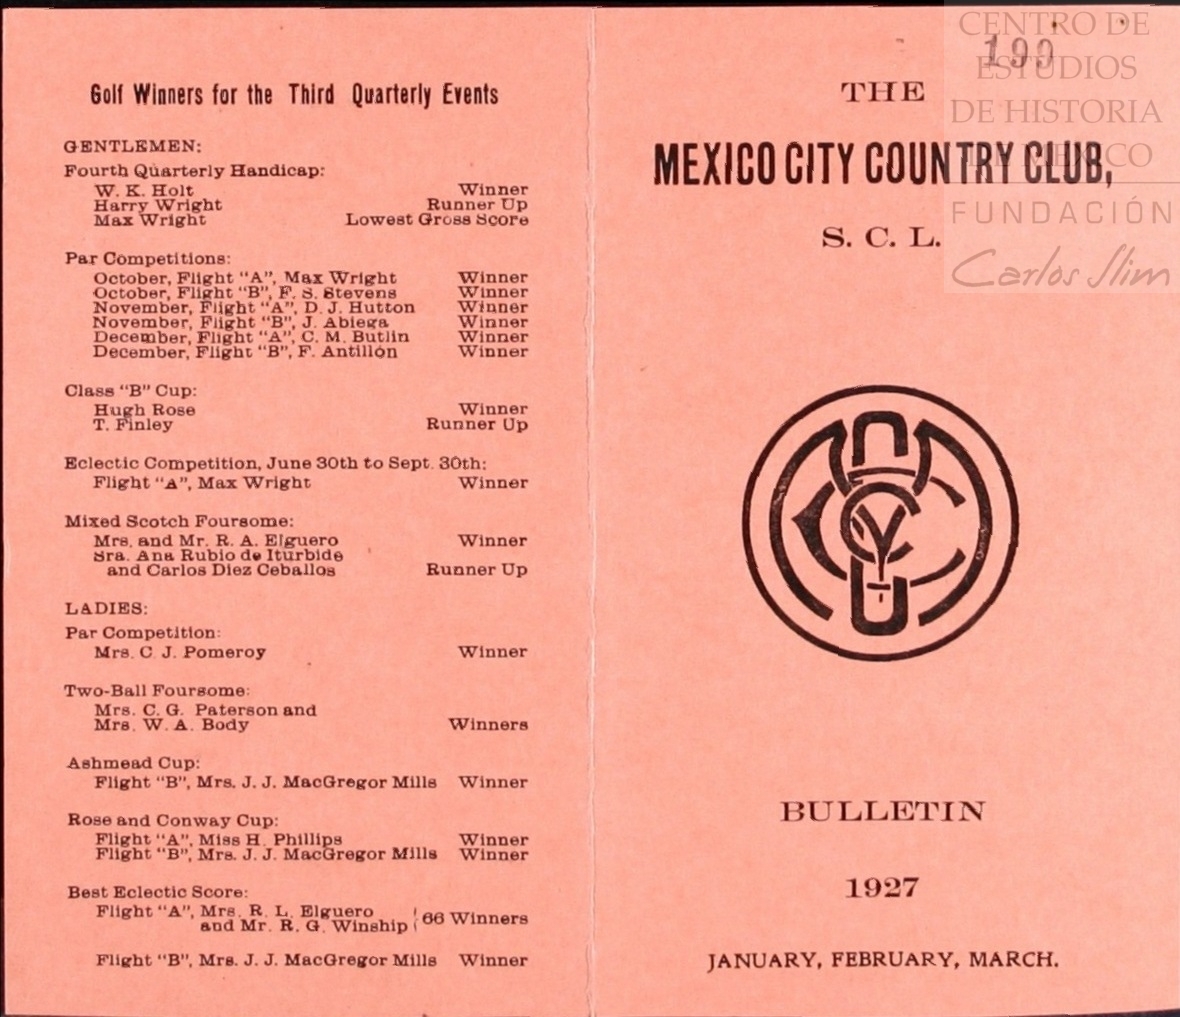 Golf Winners for the Third Quarterly Events
GENTLEMEN:
Fourth Quarterly Handicap:
W. K. Holt Winner
Harry Wright Runner Up
Max Wright Lowest Gross Score
Par Competitions:
October, Flight "A", Max Wright Winner
October, Flight "B", F. S. Stevens Winner
November, Flight "A", D. J. Hutton Winner
November, Flight "B", J. Abiega Winner
December, Flight "A", C. M. Butlin Winner
December, Flight "B", F. Antillón Winner
Class "B" Cup:
Hugh Rose Winner
T. Finley Runner Up
Eclectic Competition, June 30th to Sept. 30th:
Flight "A", Max Wright Winner
Mixed Scotch Foursome:
Mrs. and Mr. R. A. Elguero Winner
Sra. Ana Rubio de Iturbide
and Carlos Diez Ceballos Runner Up
LADIES:
Par Competition:
Mrs. C J. Pomeroy Winner
Two-Ball Foursome:
Mrs. C. G. Paterson and
Mrs. W. A. Body Winners
Ashmead Cup:
Flight "B", Mrs. J. J. MacGregor Mills Winner
Rose and Conway Cup:
Flight "A", Miss H. Phillips Winner
Flight "B", Mrs. J. J. MacGregor Mills Winner
Best Eclectic Score:
Flight "A", Mrs. R. L. Elguero
and Mr. R. G. Winship 66 Winners
Flight "B", Mrs. J. J. MacGregor Mills Winner
199
THE
MEXICO CITY COUNTRY CLUB,
S. C. L.
BULLETIN
1927
JANUARY, FEBRUARY, MARCH.
CENTRO DE
ESTUDIOS
DE HISTORIA
DE MÉXICO
FUNDACIÓN
Carlos Slim